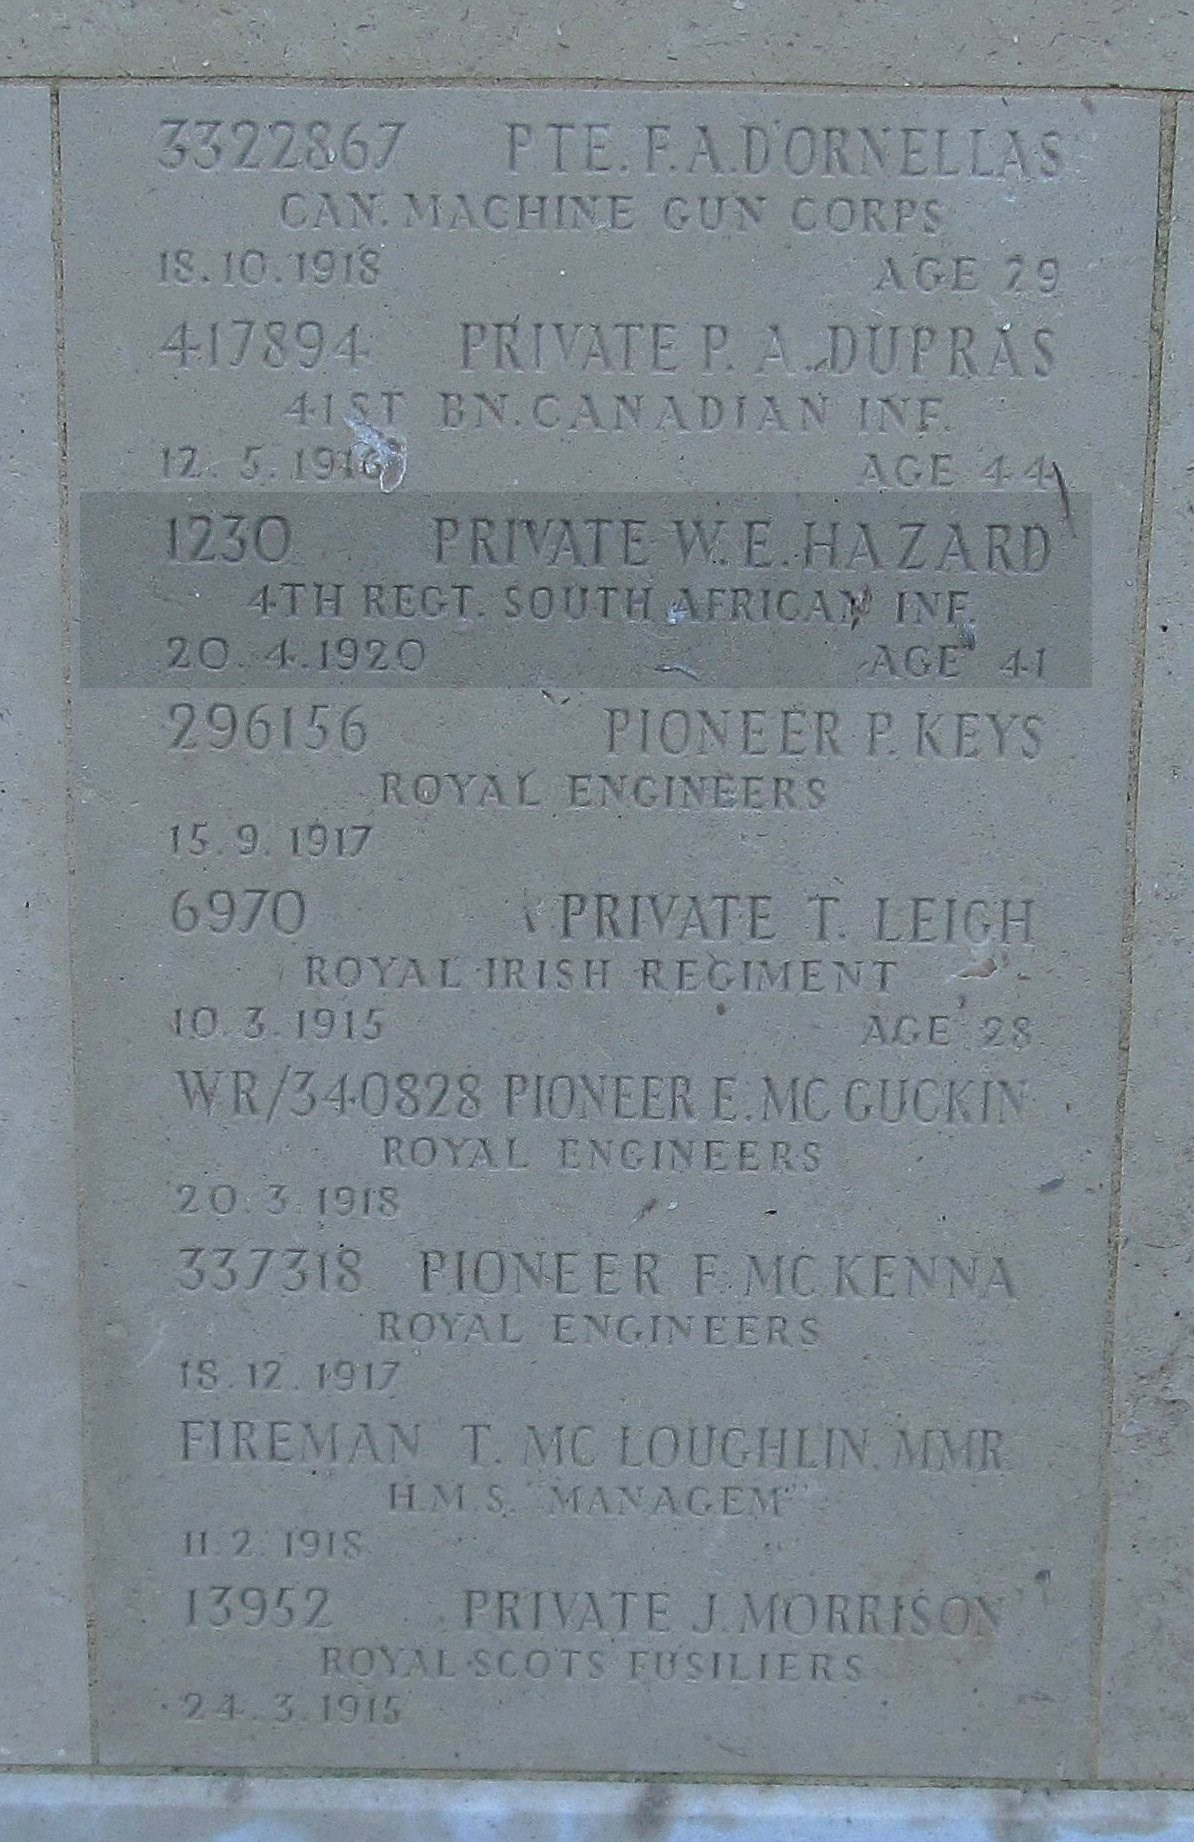 3322867 PTE. F. A. D'ORNELLAS
CAN. MACHINE GUN CORPS
18.10.1918 AGE 29
417894 PRIVATE P. A. DUPRAS
41ST BN. CANADIAN INF.
12. 5. 1916 AGE 44
1230 PRIVATE W. E. HAZARD
4TH REGT. SOUTH AFRICAN INF.
20. 4. 1920 AGE 41
296156 PIONEER P. KEYS
ROYAL ENGINEERS
15. 9. 1917
6970 PRIVATE T. LEIGH
ROYAL IRISH REGIMENT
10. 3. 1915 AGE 28
WR/340828 PIONEER E. MC GUCKIN
ROYAL ENGINEERS
20. 3. 1918
337318 PIONEER F. MC KENNA
ROYAL ENGINEERS
18. 12. 1917
FIREMAN T. MC LOUGHLIN. MMR
H.M.S. "MANAGEM"
11. 2. 1918
13952 PRIVATE J. MORRISON
ROYAL SCOTS FUSILIERS
24. 3. 1915